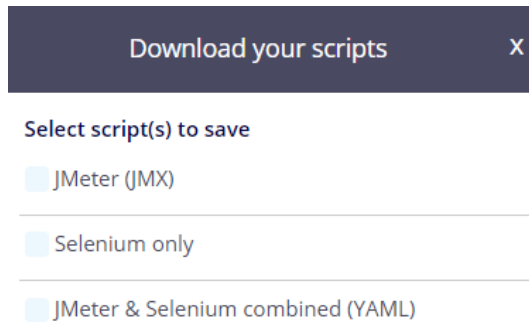 Download your scripts X
Select script(s) to save
JMeter (JMX)
Selenium only
JMeter & Selenium combined (YAML)